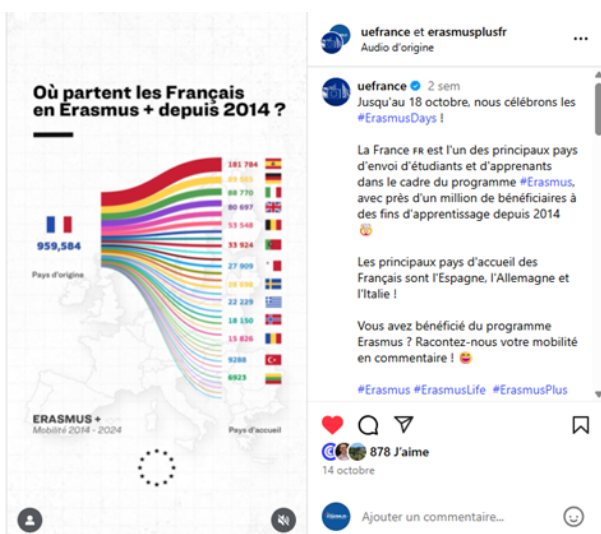 Où partent les Français
en Erasmus + depuis 2014 ?
959,584
Pays d'origine
181 784
88 770
80 697
53 548
33 924
27 909
22 229
18 150
15 826
9288
6923
ERASMUS +
Mobilité 2014 - 2024
Pays d'accueil
uefrance et erasmusplusfr
Audio d'origine
uefrance 2 sem
Jusqu'au 18 octobre, nous célébrons les
#ErasmusDays !
La France FR est l'un des principaux pays
d'envoi d'étudiants et d'apprenants
dans le cadre du programme #Erasmus,
avec près d'un million de bénéficiaires à
des fins d'apprentissage depuis 2014
🤯
Les principaux pays d'accueil des
Français sont l'Espagne, l'Allemagne et
l'Italie !
Vous avez bénéficié du programme
Erasmus ? Racontez-nous votre mobilité
en commentaire ! 😄
#Erasmus #ErasmusLife #ErasmusPlus
878 J'aime
14 octobre
Ajouter un commentaire...